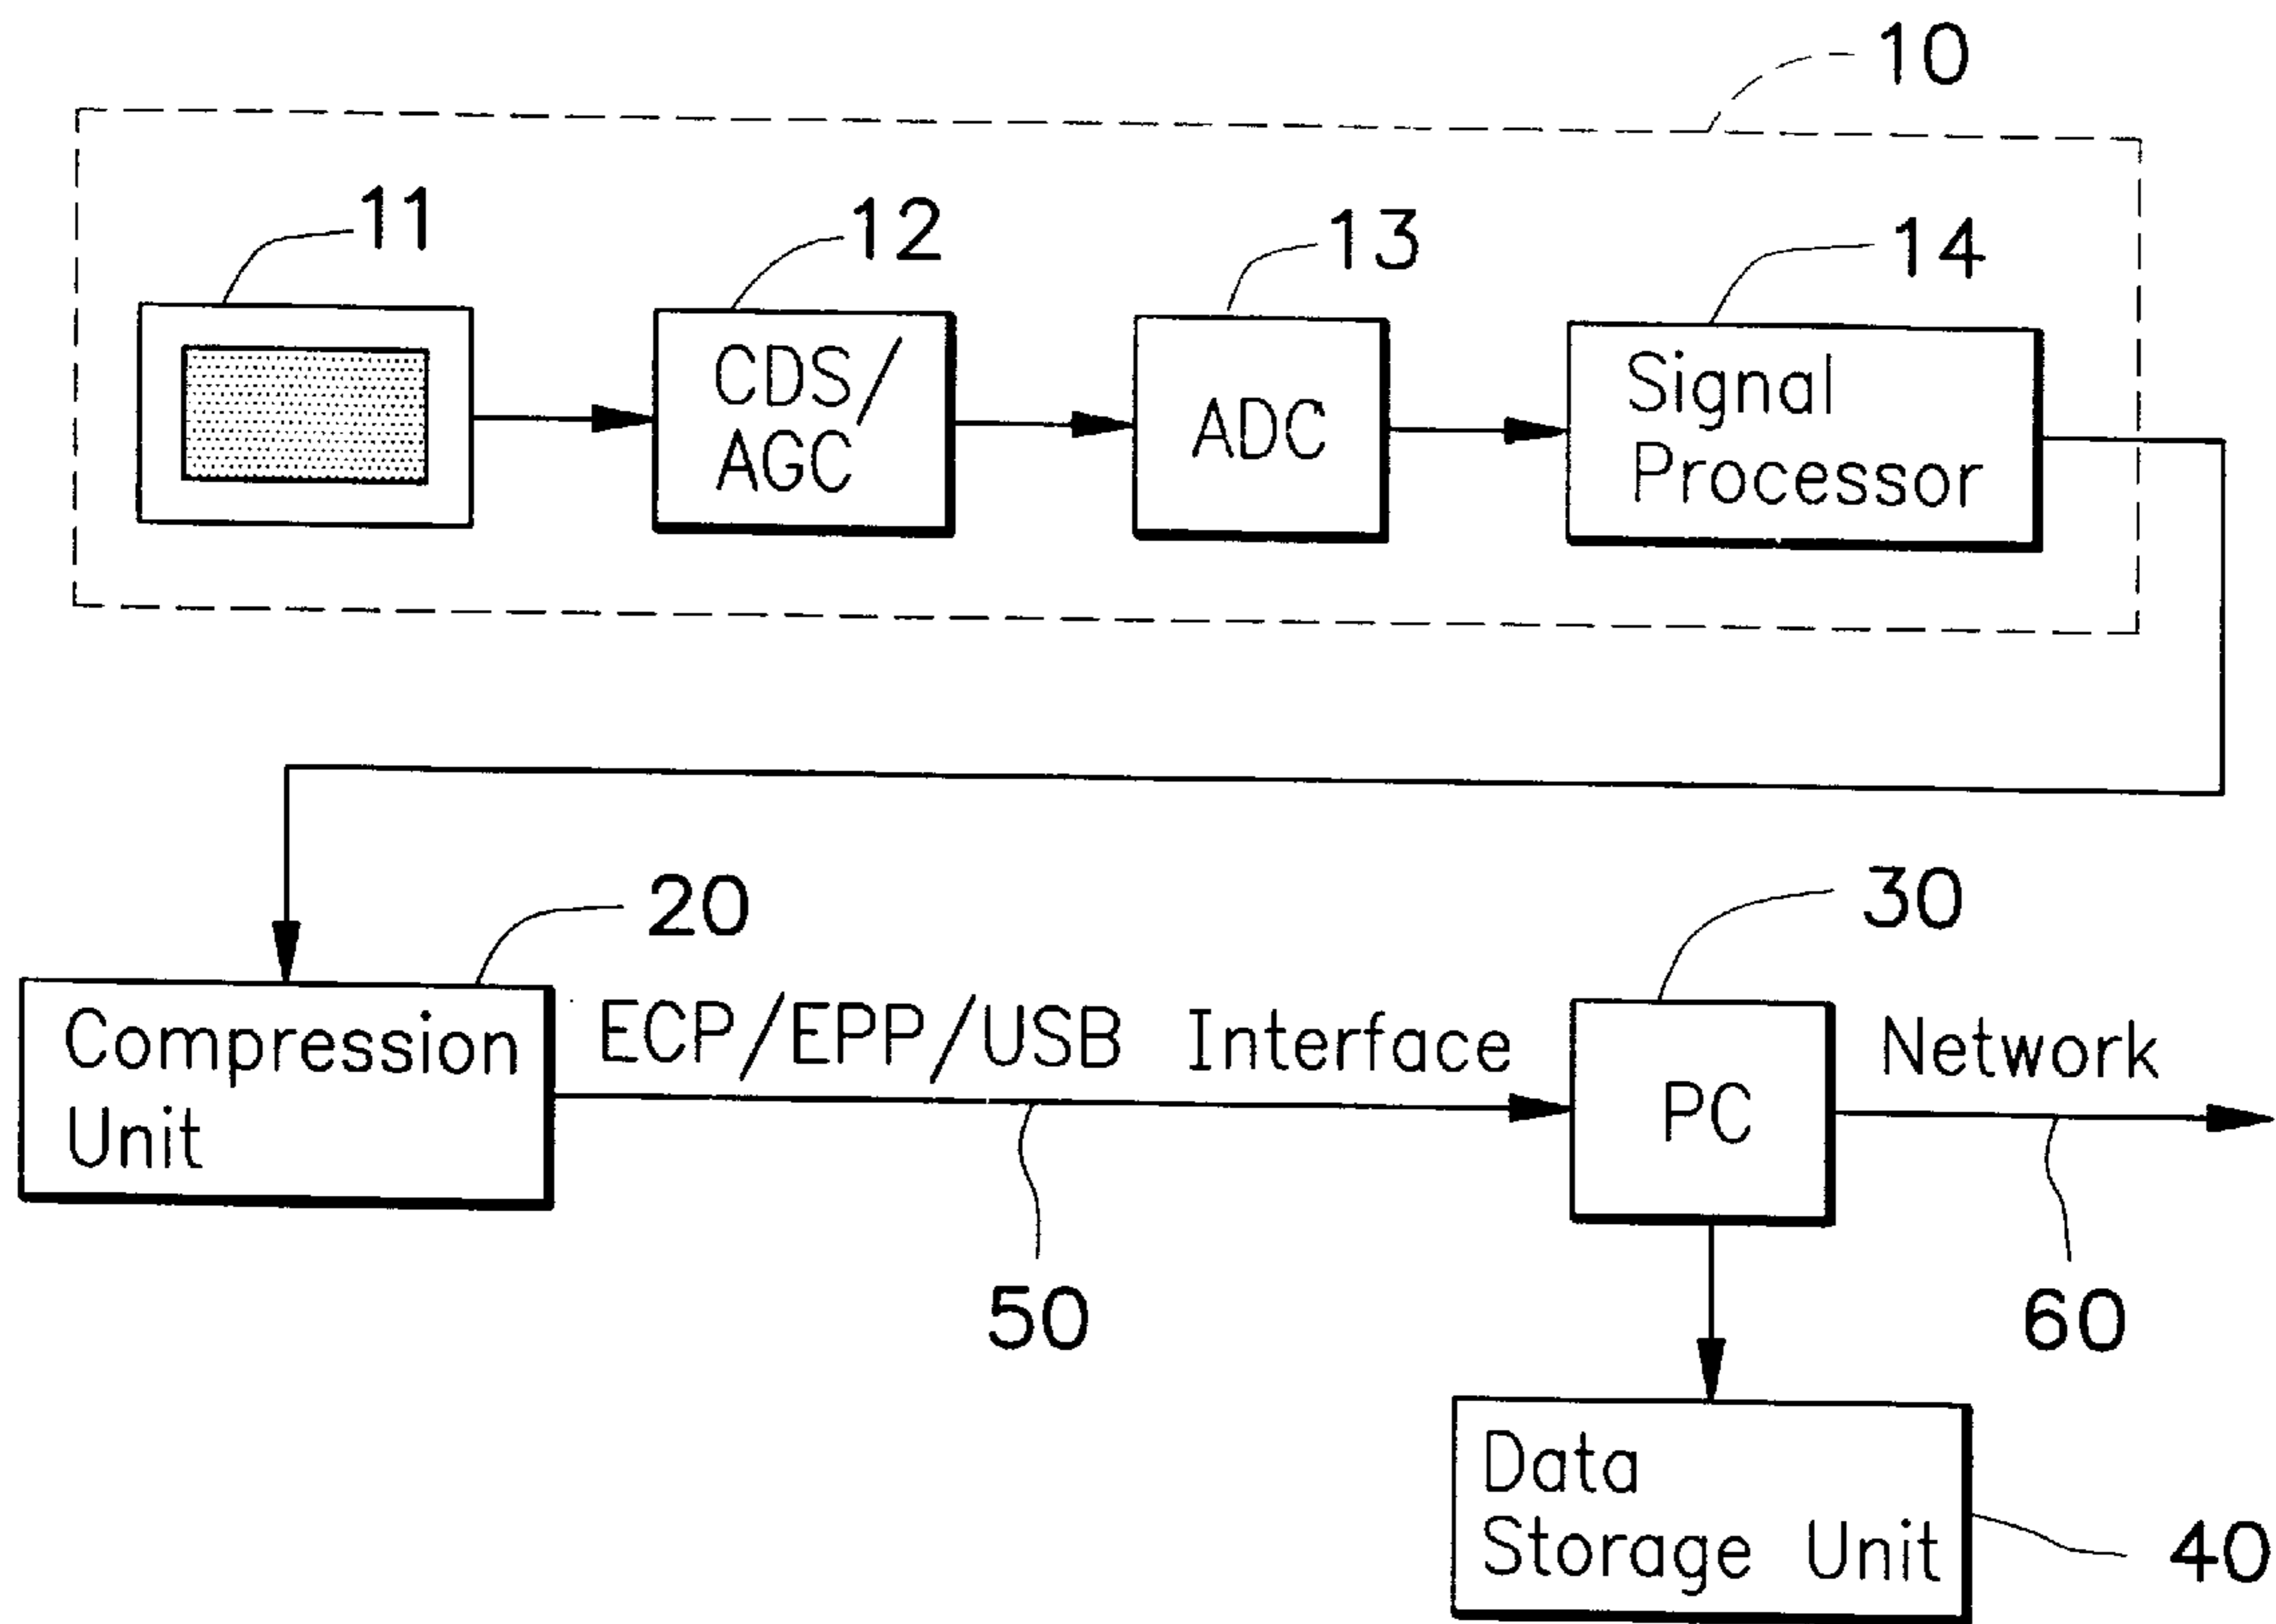 10
11
12
13
14
CDS/
AGC
ADC
Signal
Processor
20
30
Compression
Unit
ECP/EPP/USB Interface
PC
Network
50
60
Data
Storage Unit
40